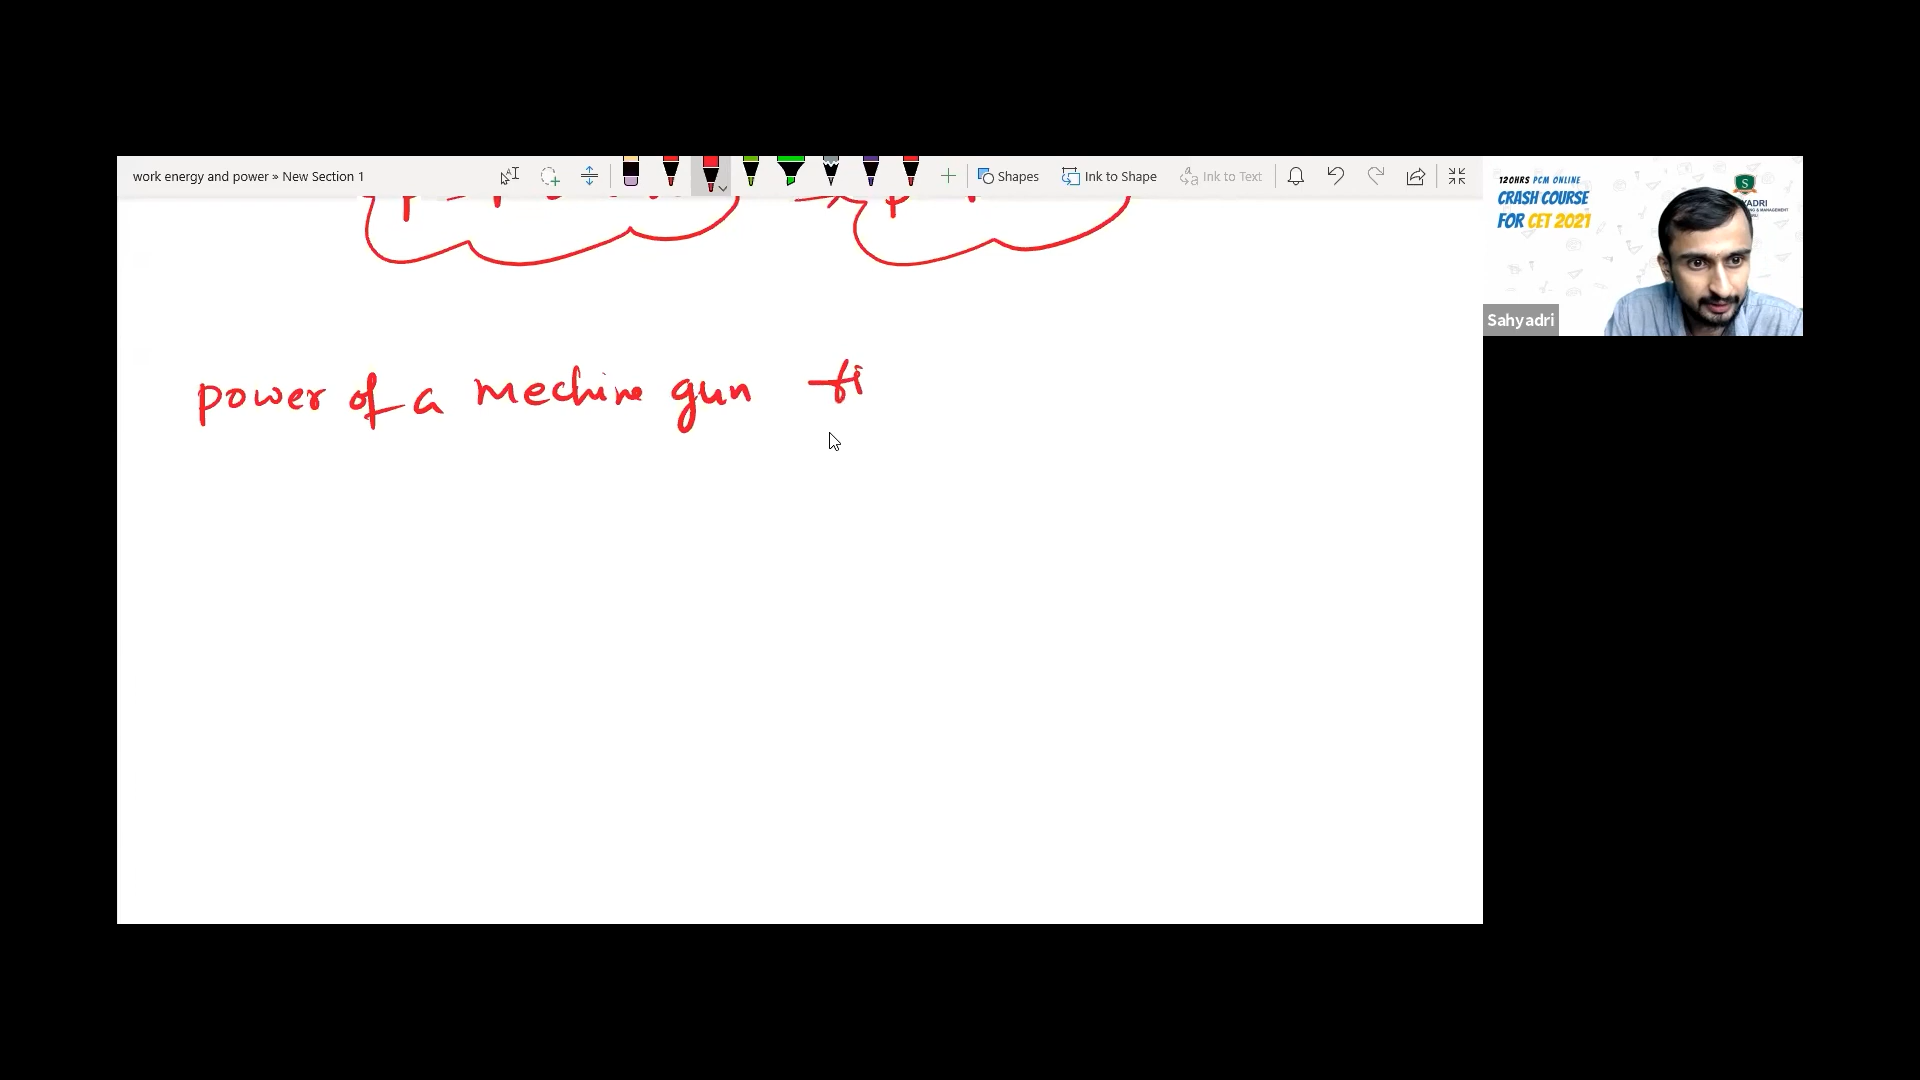 work energy and power » New Section 1
Shapes
Ink to Shape
Ink to Text
power of a mechine gun fi
120HRS PCM ONLINE
CRASH COURSE
FOR CET 2021
S
Sahyadri